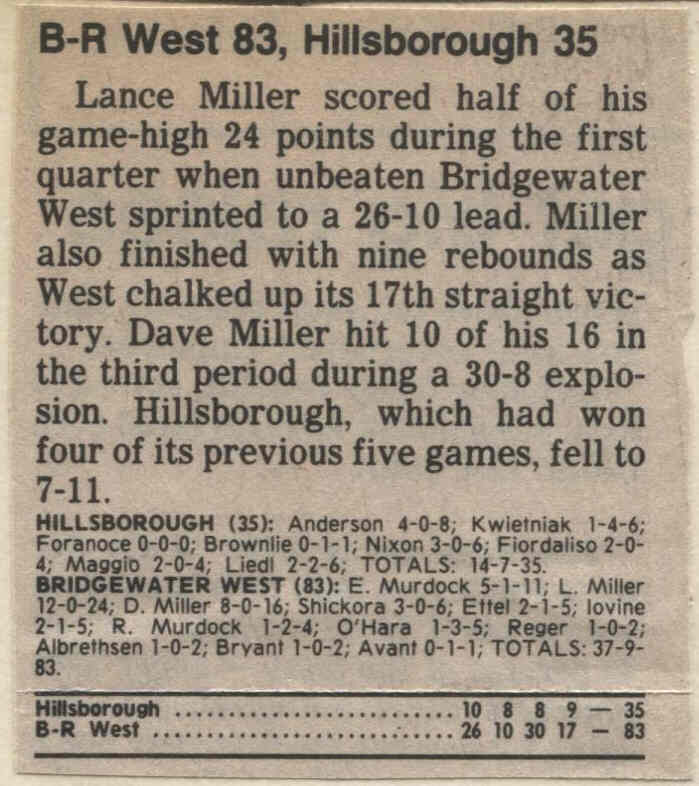 B-R West 83, Hillsborough 35
Lance Miller scored half of his
game-high 24 points during the first
quarter when unbeaten Bridgewater
West sprinted to a 26-10 lead. Miller
also finished with nine rebounds as
West chalked up its 17th straight vic-
tory. Dave Miller hit 10 of his 16 in
the third period during a 30-8 explo-
sion. Hillsborough, which had won
four of its previous five games, fell to
7-11.
HILLSBOROUGH (35): Anderson 4-0-8; Kwietniak 1-4-6;
Foranoce 0-0-0; Brownlie 0-1-1; Nixon 3-0-6; Fiordaliso 2-0-
4; Maggio 2-0-4; Liedl 2-2-6; TOTALS: 14-7-35.
BRIDGEWATER WEST (83): E. Murdock 5-1-11; L. Miller
12-0-24; D. Miller 8-0-16; Shickora 3-0-6; Ettel 2-1-5; Iovine
2-1-5; R. Murdock 1-2-4; O'Hara 1-3-5; Reger 1-0-2;
Albrethsen 1-0-2; Bryant 1-0-2; Avant 0-1-1; TOTALS: 37-9-
83.
Hillsborough .......................... 10 8 8 9 — 35
B-R West ............................ 26 10 30 17 — 83